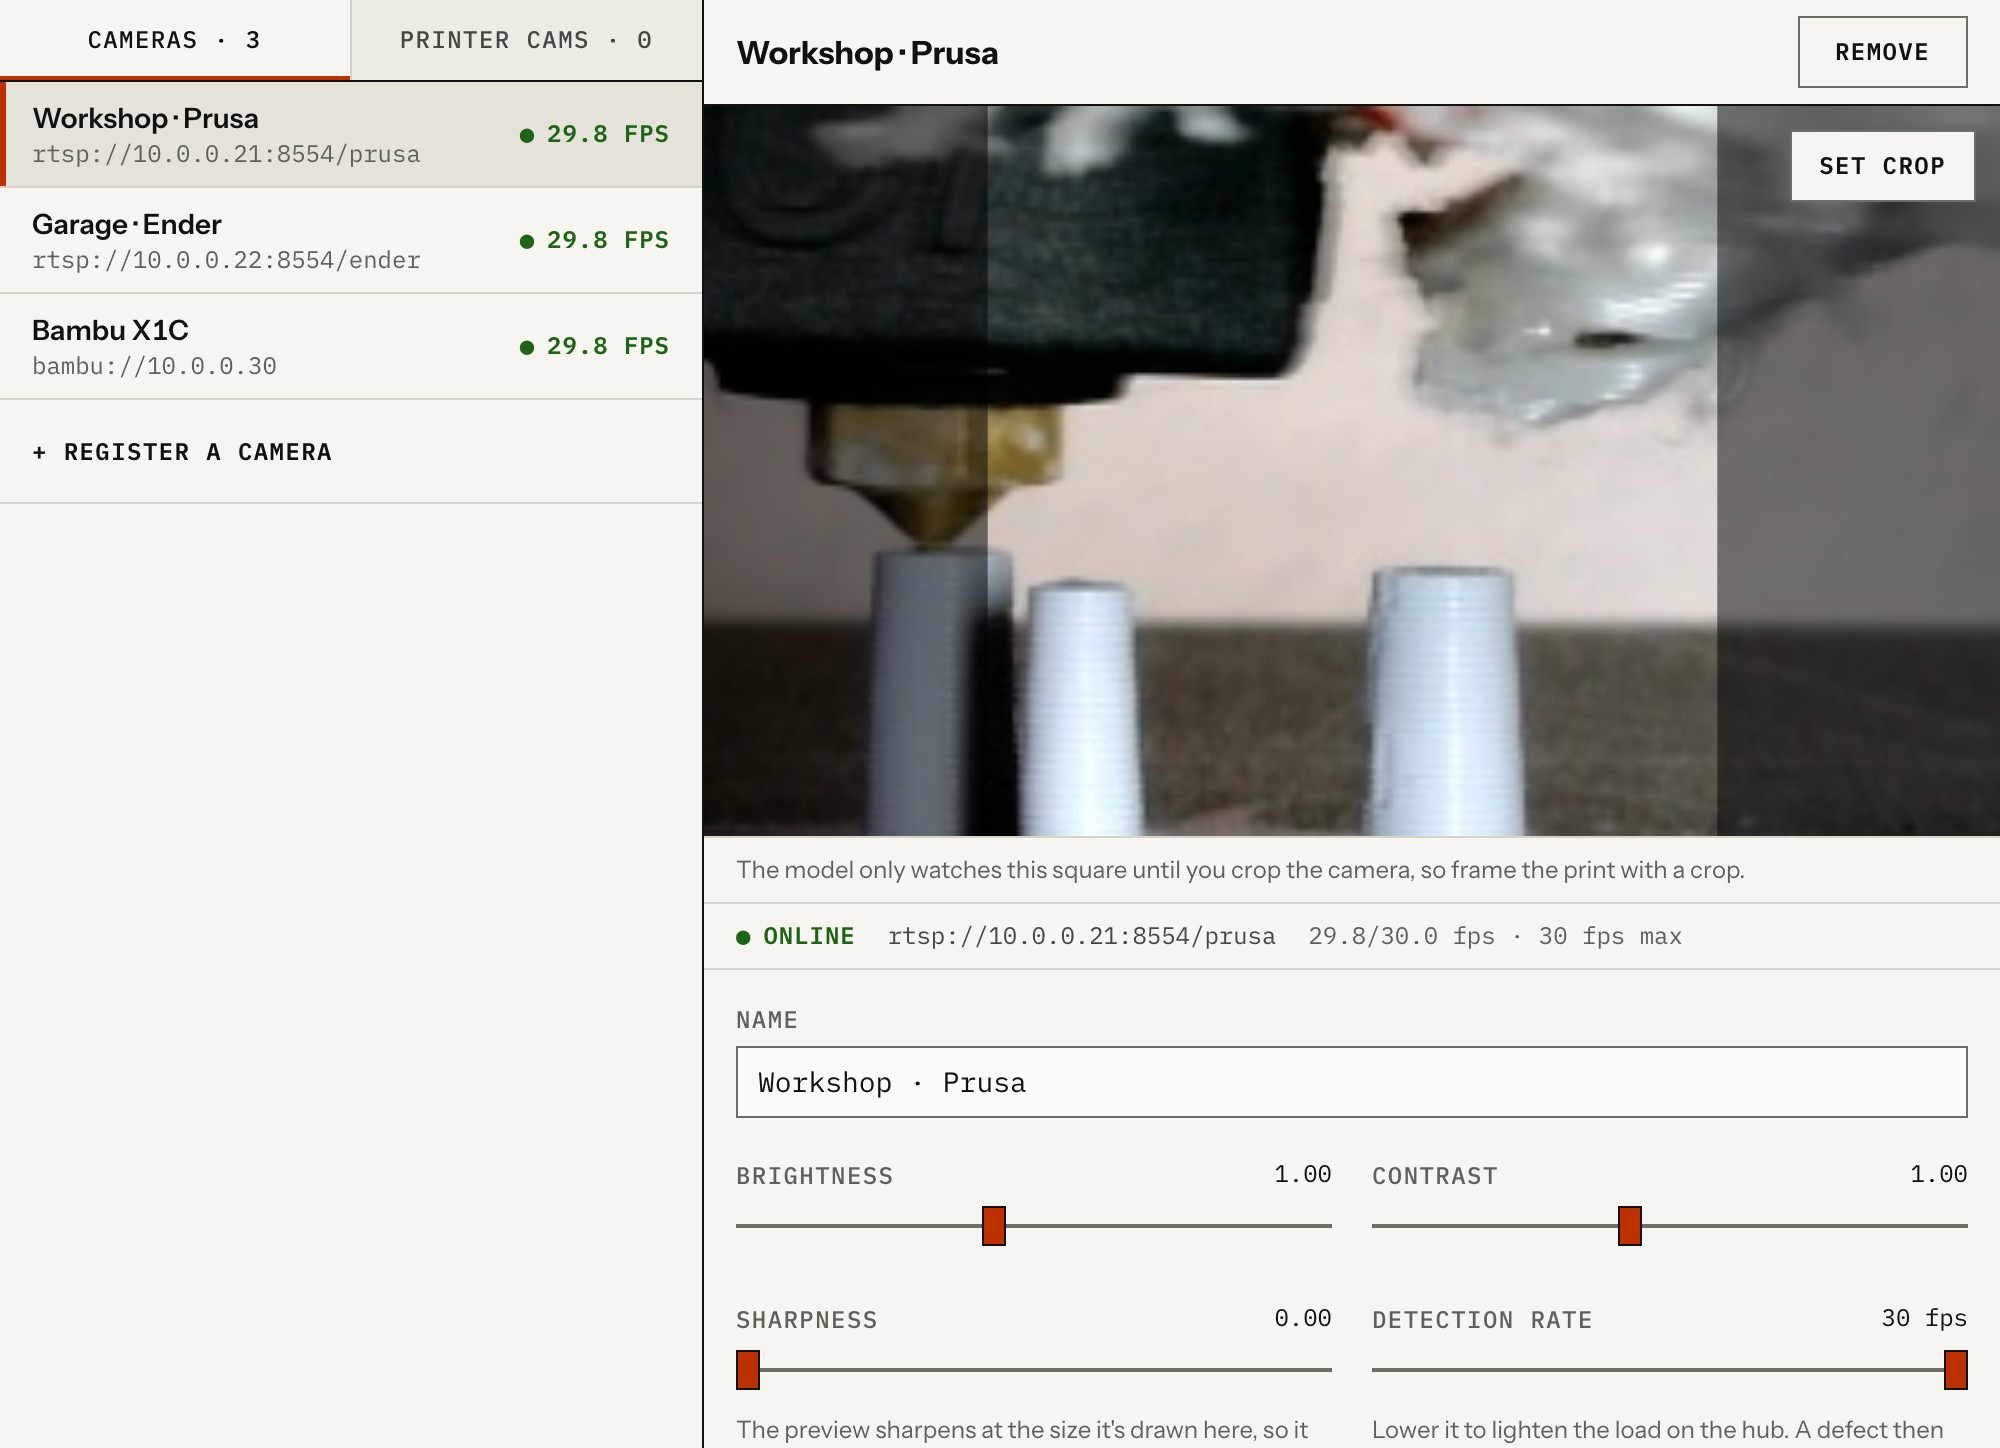 CAMERAS · 3
PRINTER CAMS · 0
Workshop · Prusa
rtsp://10.0.0.21:8554/prusa
● 29.8 FPS
Garage · Ender
rtsp://10.0.0.22:8554/ender
● 29.8 FPS
Bambu X1C
bambu://10.0.0.30
● 29.8 FPS
+ REGISTER A CAMERA
Workshop · Prusa
REMOVE
SET CROP
The model only watches this square until you crop the camera, so frame the print with a crop.
● ONLINE rtsp://10.0.0.21:8554/prusa 29.8/30.0 fps · 30 fps max
NAME
Workshop · Prusa
BRIGHTNESS 1.00
CONTRAST 1.00
SHARPNESS 0.00
DETECTION RATE 30 fps
The preview sharpens at the size it's drawn here, so it
Lower it to lighten the load on the hub. A defect then